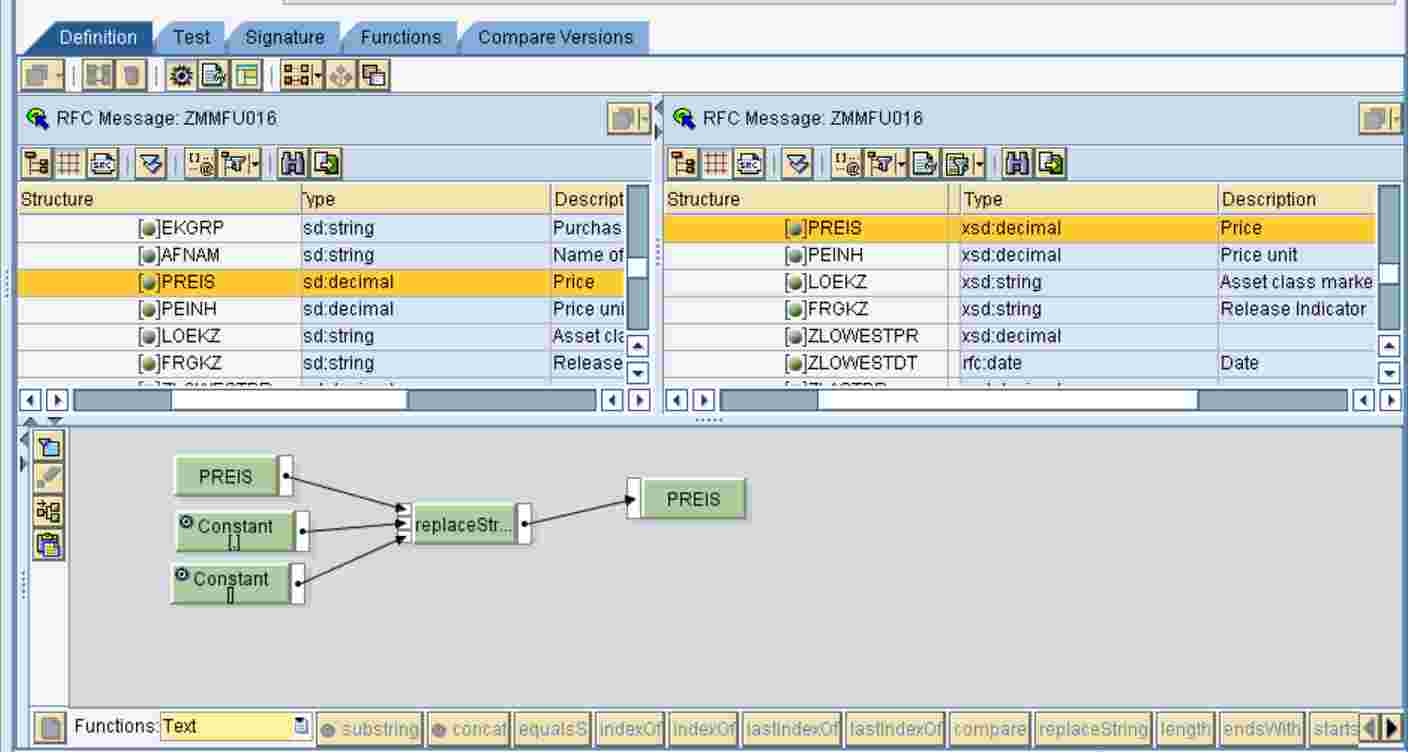 Definition Test Signature Functions Compare Versions
RFC Message: ZMMFU016
Structure ype Descript
[ ]EKGRP sd:string Purchas
[ ]AFNAM sd:string Name of
[ ]PREIS sd:decimal Price
[ ]PEINH sd:decimal Price uni
[ ]LOEKZ sd:string Asset cla
[ ]FRGKZ sd:string Release
RFC Message: ZMMFU016
Structure Type Description
[ ]PREIS xsd:decimal Price
[ ]PEINH xsd:decimal Price unit
[ ]LOEKZ xsd:string Asset class marke
[ ]FRGKZ xsd:string Release Indicator
[ ]ZLOWESTPR xsd:decimal
[ ]ZLOWESTDT rfc:date Date
PREIS
Constant
[,]
Constant
[]
replaceStr...
PREIS
Functions: Text substring concat equalsS indexOf indexOf lastIndexOf lastIndexOf compare replaceString length endsWith starts